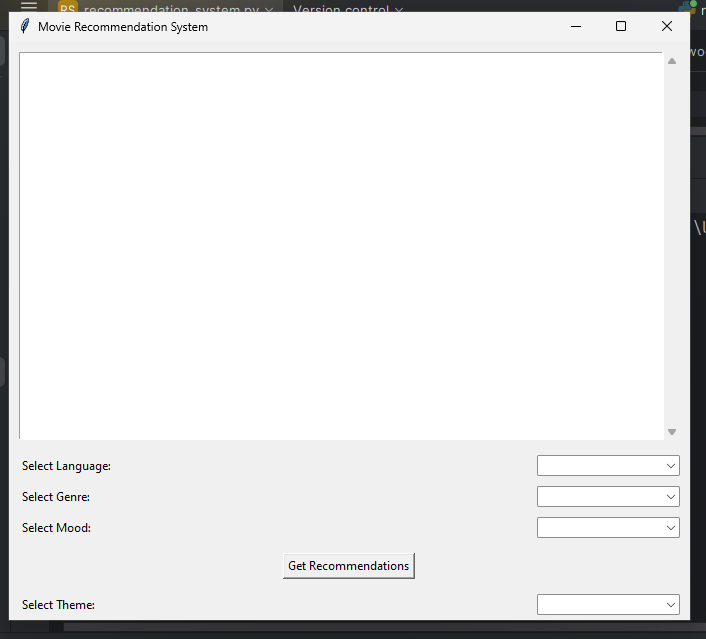 RS recommendation_system.py Version control
Movie Recommendation System
Select Language:
Select Genre:
Select Mood:
Get Recommendations
Select Theme: